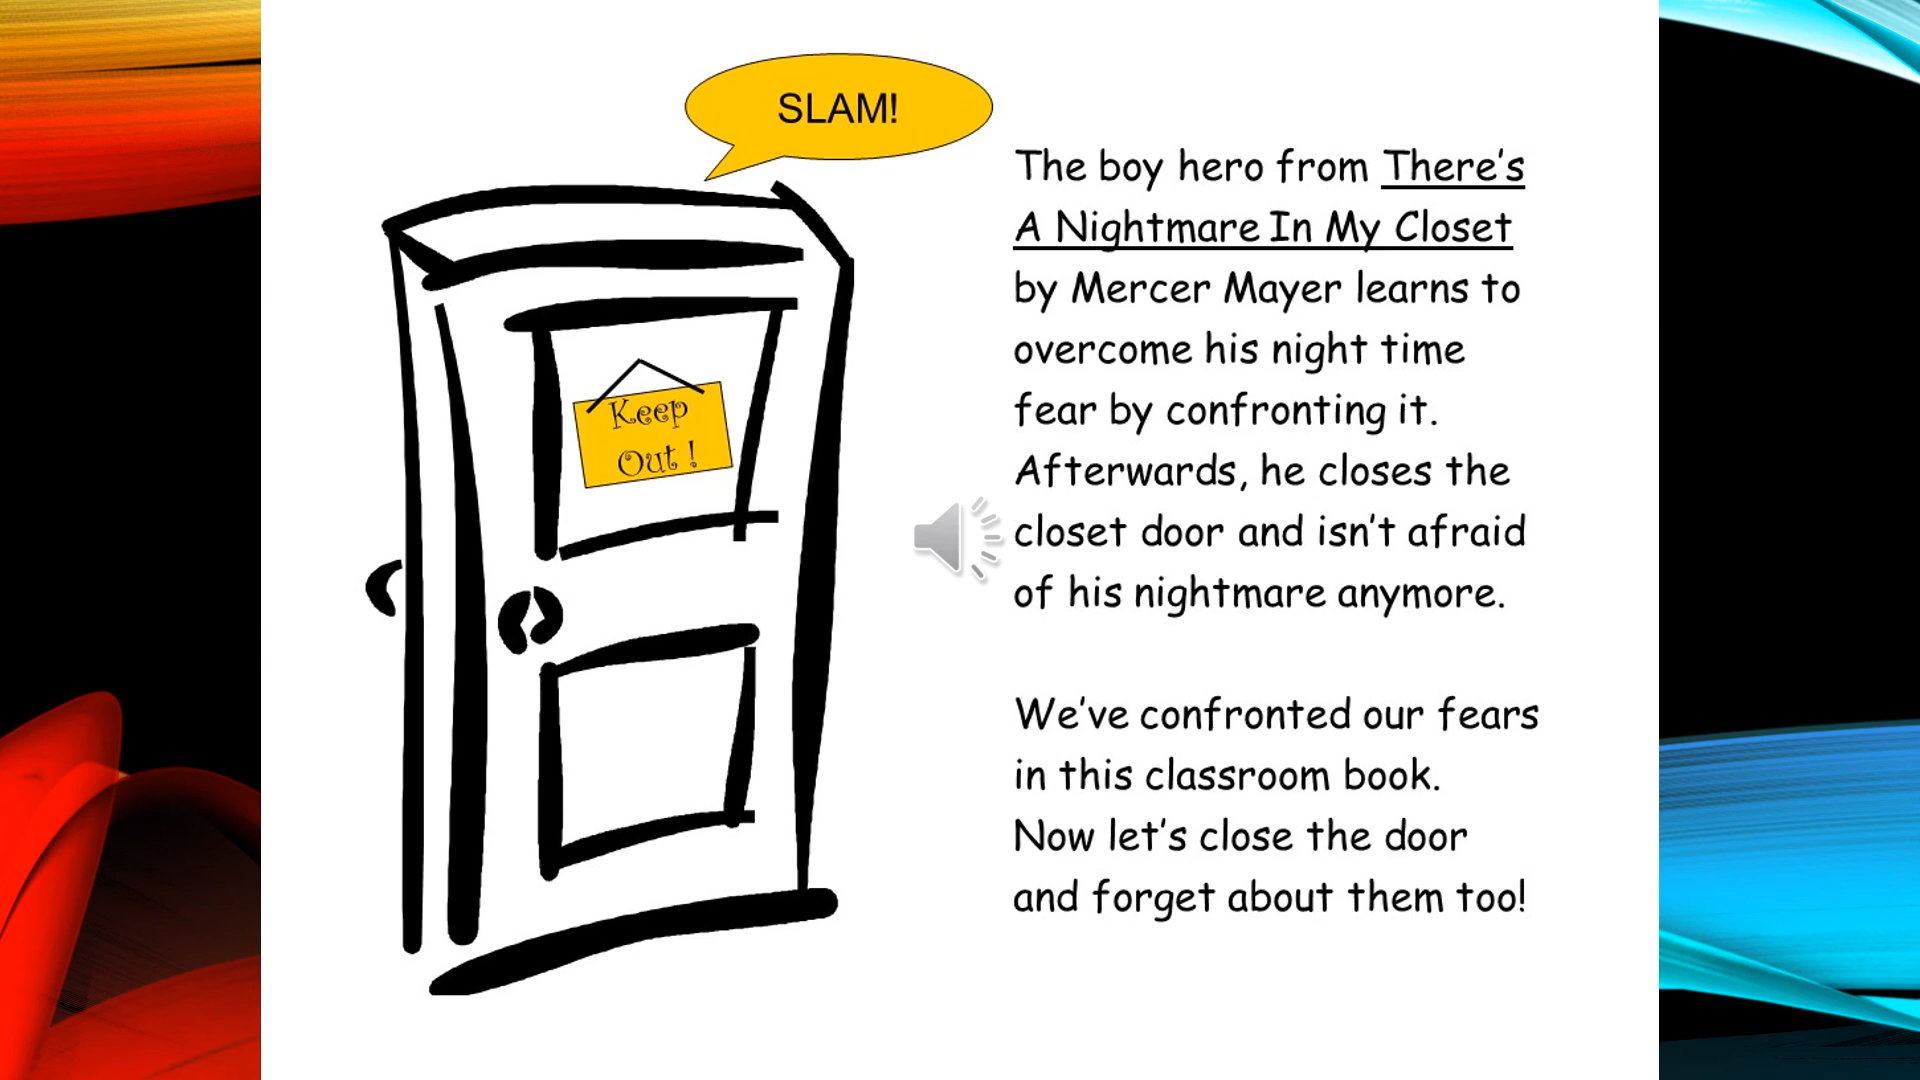 SLAM!
Keep
Out !
The boy hero from There's
A Nightmare In My Closet
by Mercer Mayer learns to
overcome his night time
fear by confronting it.
Afterwards, he closes the
closet door and isn't afraid
of his nightmare anymore.
We've confronted our fears
in this classroom book.
Now let's close the door
and forget about them too!